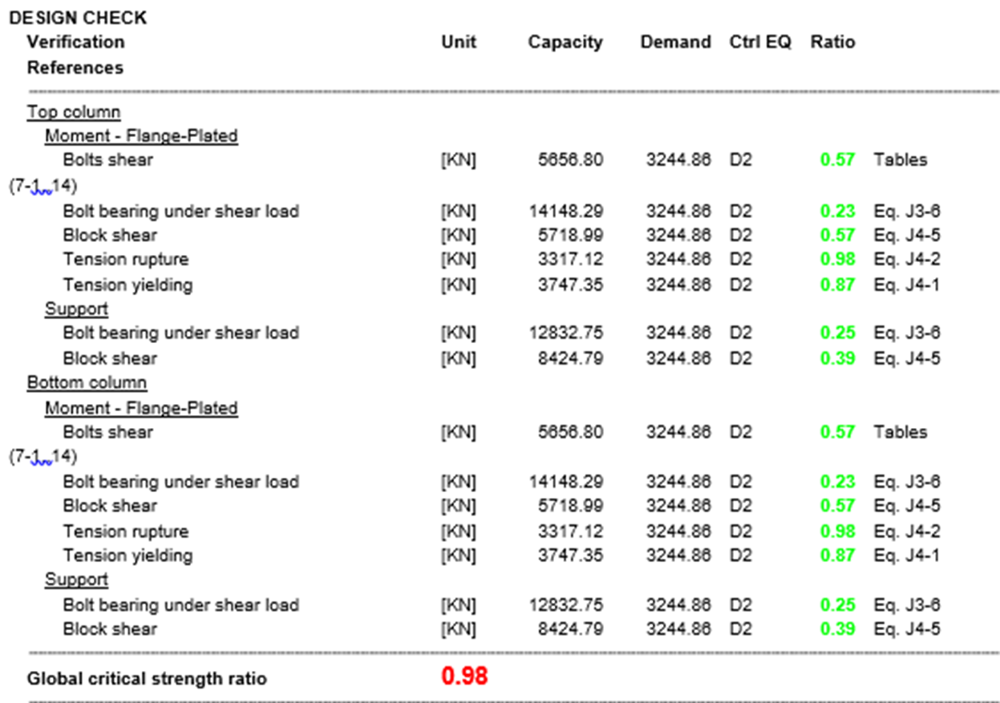 DESIGN CHECK
Verification Unit Capacity Demand Ctrl EQ Ratio
References
Top column
Moment - Flange-Plated
Bolts shear [KN] 5656.80 3244.86 D2 0.57 Tables
(7-1..14)
Bolt bearing under shear load [KN] 14148.29 3244.86 D2 0.23 Eq. J3-6
Block shear [KN] 5718.99 3244.86 D2 0.57 Eq. J4-5
Tension rupture [KN] 3317.12 3244.86 D2 0.98 Eq. J4-2
Tension yielding [KN] 3747.35 3244.86 D2 0.87 Eq. J4-1
Support
Bolt bearing under shear load [KN] 12832.75 3244.86 D2 0.25 Eq. J3-6
Block shear [KN] 8424.79 3244.86 D2 0.39 Eq. J4-5
Bottom column
Moment - Flange-Plated
Bolts shear [KN] 5656.80 3244.86 D2 0.57 Tables
(7-1..14)
Bolt bearing under shear load [KN] 14148.29 3244.86 D2 0.23 Eq. J3-6
Block shear [KN] 5718.99 3244.86 D2 0.57 Eq. J4-5
Tension rupture [KN] 3317.12 3244.86 D2 0.98 Eq. J4-2
Tension yielding [KN] 3747.35 3244.86 D2 0.87 Eq. J4-1
Support
Bolt bearing under shear load [KN] 12832.75 3244.86 D2 0.25 Eq. J3-6
Block shear [KN] 8424.79 3244.86 D2 0.39 Eq. J4-5
Global critical strength ratio 0.98